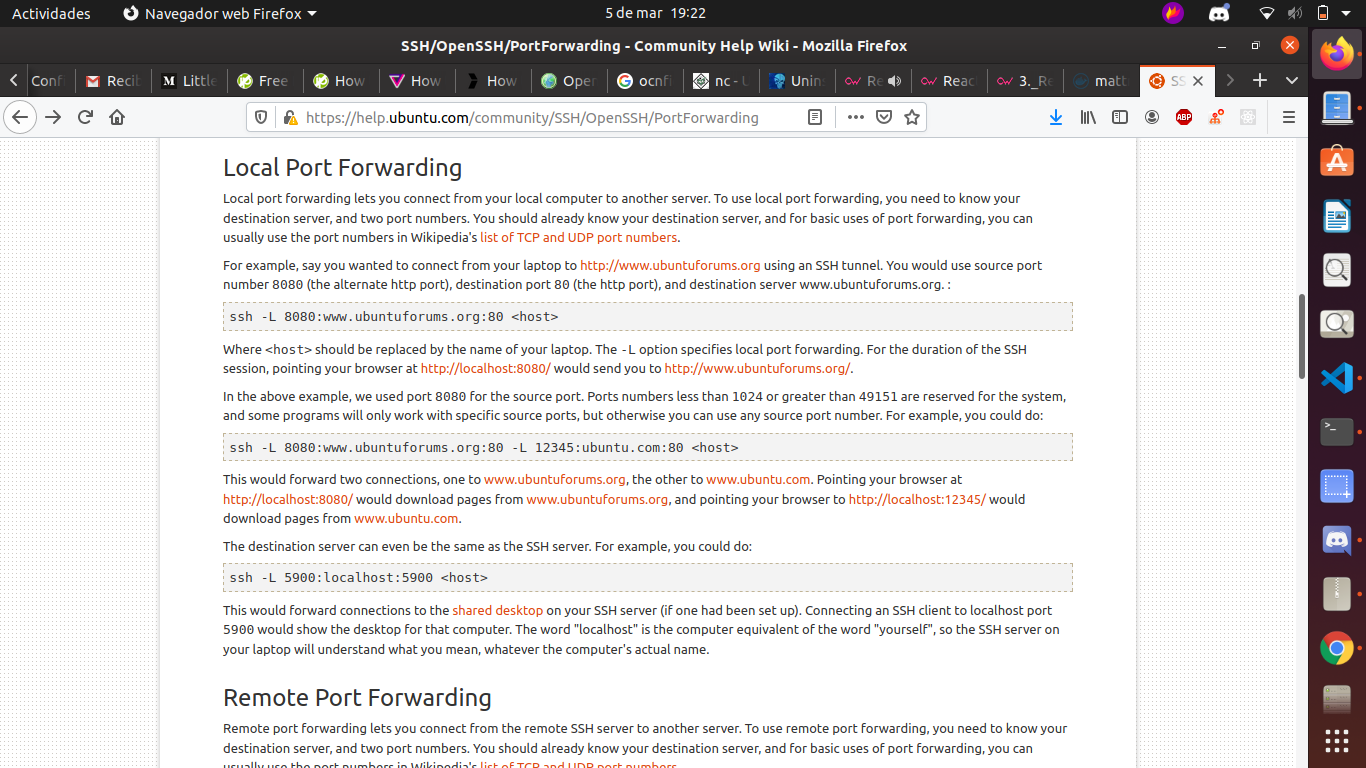 Actividades
Navegador web Firefox
5 de mar 19:22
SSH/OpenSSH/PortForwarding - Community Help Wiki - Mozilla Firefox
Confi
Recib
Little
Free
How
How
How
Open
ocnfi
nc - U
Unins
Re
Reac
3._Re
matt
SS
https://help.ubuntu.com/community/SSH/OpenSSH/PortForwarding
ABP
Local Port Forwarding
Local port forwarding lets you connect from your local computer to another server. To use local port forwarding, you need to know your
destination server, and two port numbers. You should already know your destination server, and for basic uses of port forwarding, you can
usually use the port numbers in Wikipedia's list of TCP and UDP port numbers.
For example, say you wanted to connect from your laptop to http://www.ubuntuforums.org using an SSH tunnel. You would use source port
number 8080 (the alternate http port), destination port 80 (the http port), and destination server www.ubuntuforums.org. :
ssh -L 8080:www.ubuntuforums.org:80 <host>
Where <host> should be replaced by the name of your laptop. The -L option specifies local port forwarding. For the duration of the SSH
session, pointing your browser at http://localhost:8080/ would send you to http://www.ubuntuforums.org/.
In the above example, we used port 8080 for the source port. Ports numbers less than 1024 or greater than 49151 are reserved for the system,
and some programs will only work with specific source ports, but otherwise you can use any source port number. For example, you could do:
ssh -L 8080:www.ubuntuforums.org:80 -L 12345:ubuntu.com:80 <host>
This would forward two connections, one to www.ubuntuforums.org, the other to www.ubuntu.com. Pointing your browser at
http://localhost:8080/ would download pages from www.ubuntuforums.org, and pointing your browser to http://localhost:12345/ would
download pages from www.ubuntu.com.
The destination server can even be the same as the SSH server. For example, you could do:
ssh -L 5900:localhost:5900 <host>
This would forward connections to the shared desktop on your SSH server (if one had been set up). Connecting an SSH client to localhost port
5900 would show the desktop for that computer. The word "localhost" is the computer equivalent of the word "yourself", so the SSH server on
your laptop will understand what you mean, whatever the computer's actual name.
Remote Port Forwarding
Remote port forwarding lets you connect from the remote SSH server to another server. To use remote port forwarding, you need to know your
destination server, and two port numbers. You should already know your destination server, and for basic uses of port forwarding, you can
usually use the port numbers in Wikipedia's list of TCP and UDP port numbers.